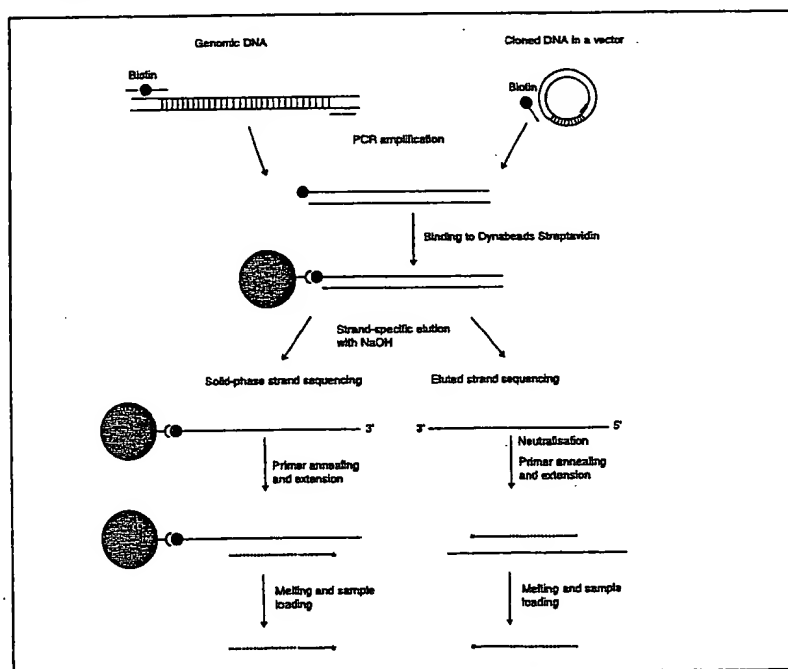 Genomic DNA
Cloned DNA in a vector
Biotin
Biotin
PCR amplification
Binding to Dynabeads Streptavidin
Strand-specific elution
with NaOH
Solid-phase strand sequencing
Eluted strand sequencing
3'
3'
5'
Neutralisation
Primer annealing
and extension
Primer annealing
and extension
Melting and sample
loading
Melting and sample
loading